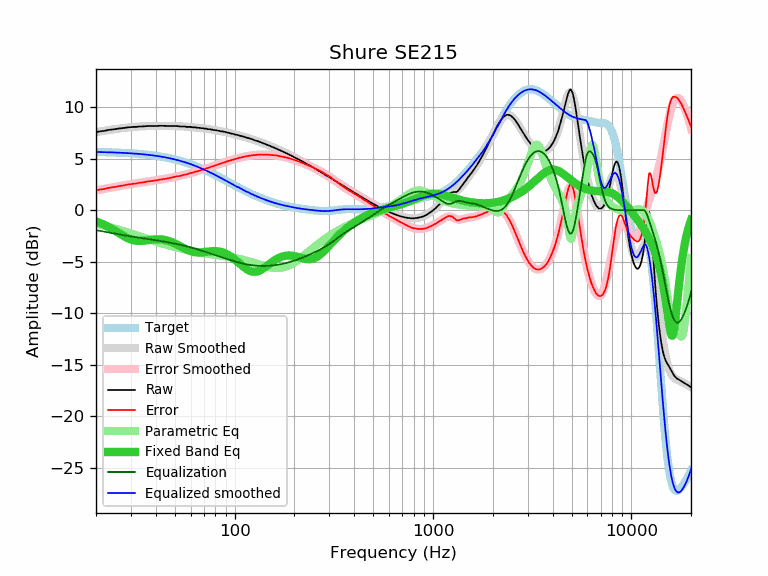 Shure SE215
Amplitude (dBr)
10
5
0
−5
−10
−15
−20
−25
Target
Raw Smoothed
Error Smoothed
Raw
Error
Parametric Eq
Fixed Band Eq
Equalization
Equalized smoothed
100 1000 10000
Frequency (Hz)